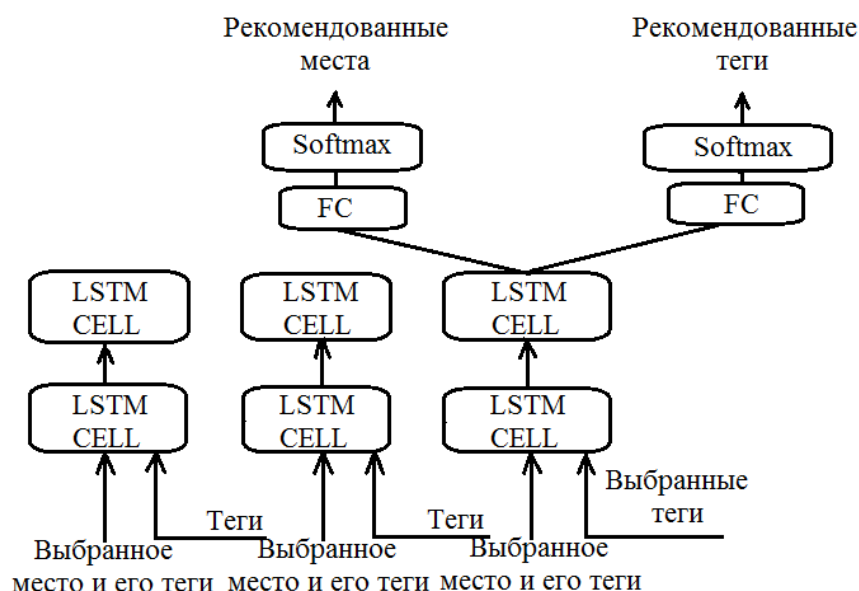 Рекомендованные
места
Рекомендованные
теги
Softmax
Softmax
FC
FC
LSTM
CELL
LSTM
CELL
LSTM
CELL
LSTM
CELL
LSTM
CELL
LSTM
CELL
Выбранные
теги
Теги
Теги
Выбранное
место и его теги
Выбранное
место и его теги
Выбранное
место и его теги